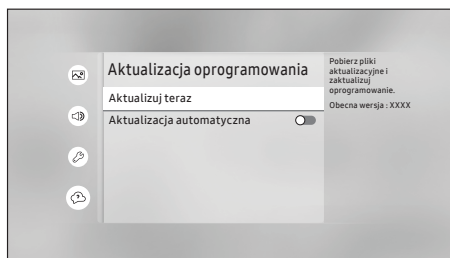 Aktualizacja oprogramowania
Aktualizuj teraz
Aktualizacja automatyczna
Pobierz pliki
aktualizacyjne i
zaktualizuj
oprogramowanie.
Obecna wersja : XXXX